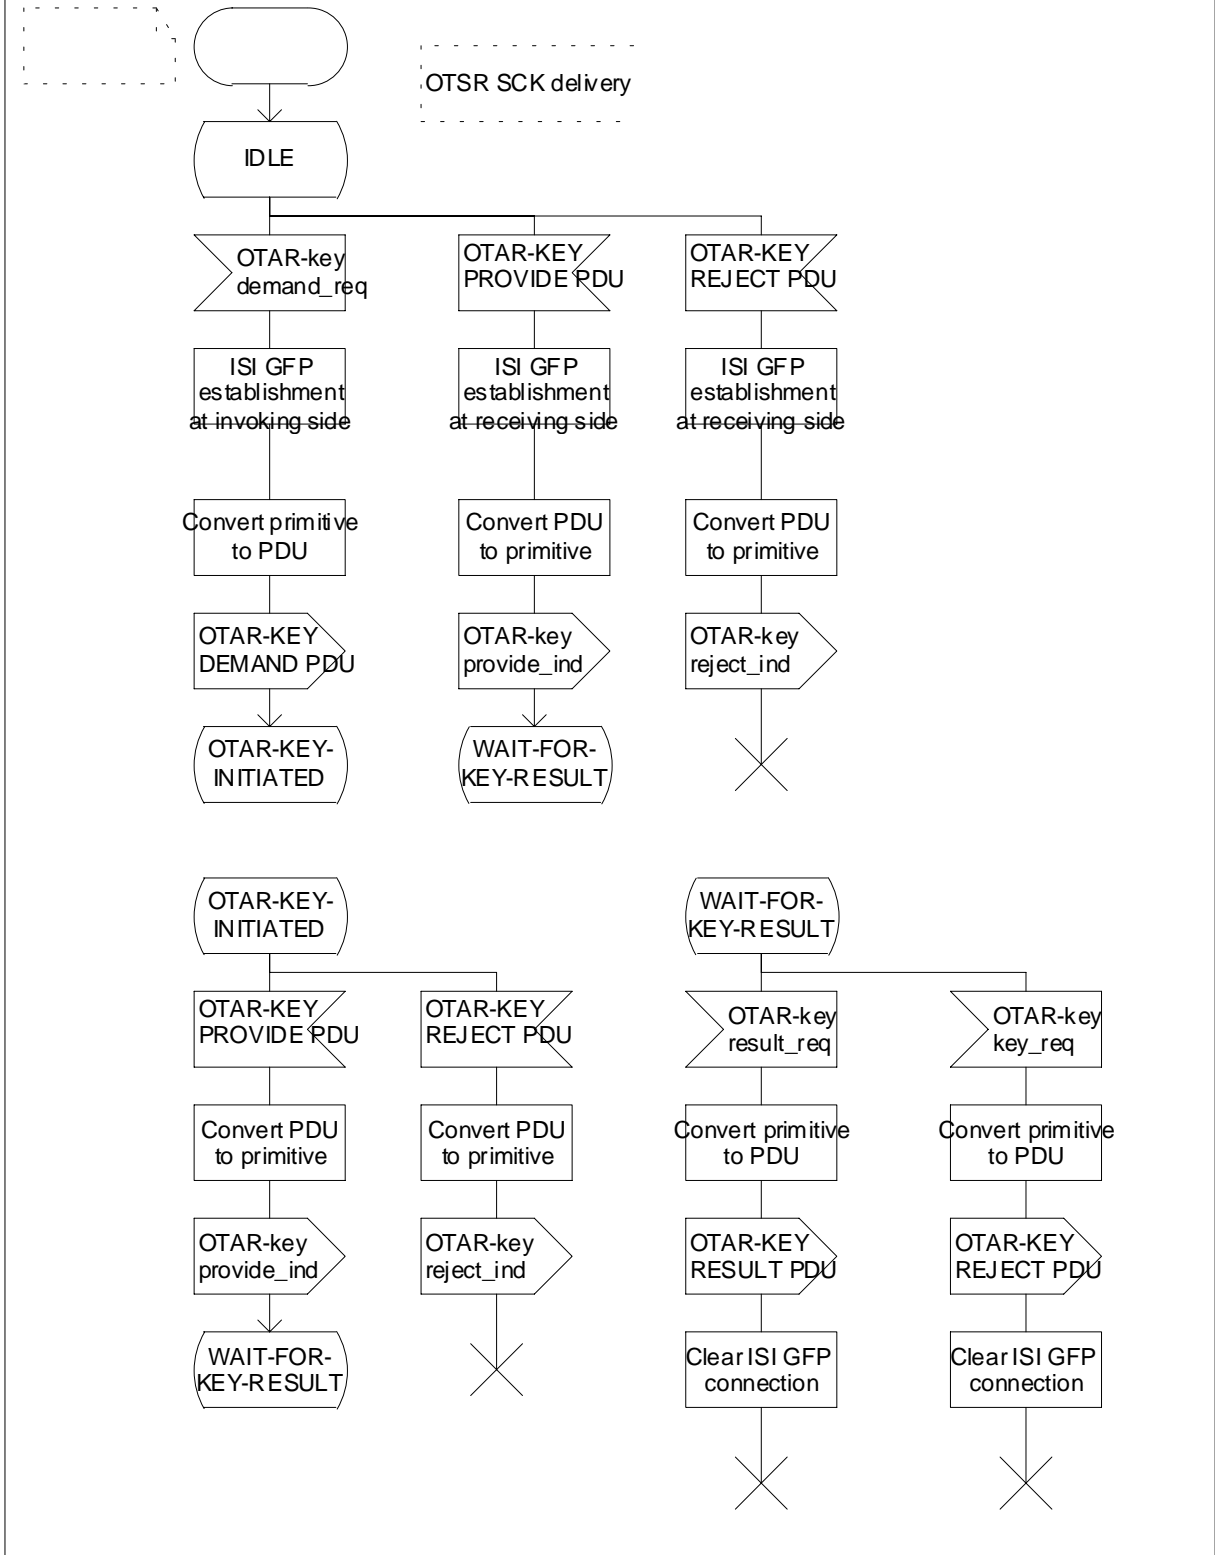 OTSR SCK delivery
IDLE
OTAR-key
demand_req
OTAR-KEY
PROVIDE PDU
OTAR-KEY
REJECT PDU
ISI GFP
establishment
at invoking side
ISI GFP
establishment
at receiving side
ISI GFP
establishment
at receiving side
Convert primitive
to PDU
Convert PDU
to primitive
Convert PDU
to primitive
OTAR-KEY
DEMAND PDU
OTAR-key
provide_ind
OTAR-key
reject_ind
OTAR-KEY-
INITIATED
WAIT-FOR-
KEY-RESULT
OTAR-KEY-
INITIATED
WAIT-FOR-
KEY-RESULT
OTAR-KEY
PROVIDE PDU
OTAR-KEY
REJECT PDU
OTAR-key
result_req
OTAR-key
key_req
Convert PDU
to primitive
Convert PDU
to primitive
Convert primitive
to PDU
Convert primitive
to PDU
OTAR-key
provide_ind
OTAR-key
reject_ind
OTAR-KEY
RESULT PDU
OTAR-KEY
REJECT PDU
WAIT-FOR-
KEY-RESULT
Clear ISI GFP
connection
Clear ISI GFP
connection